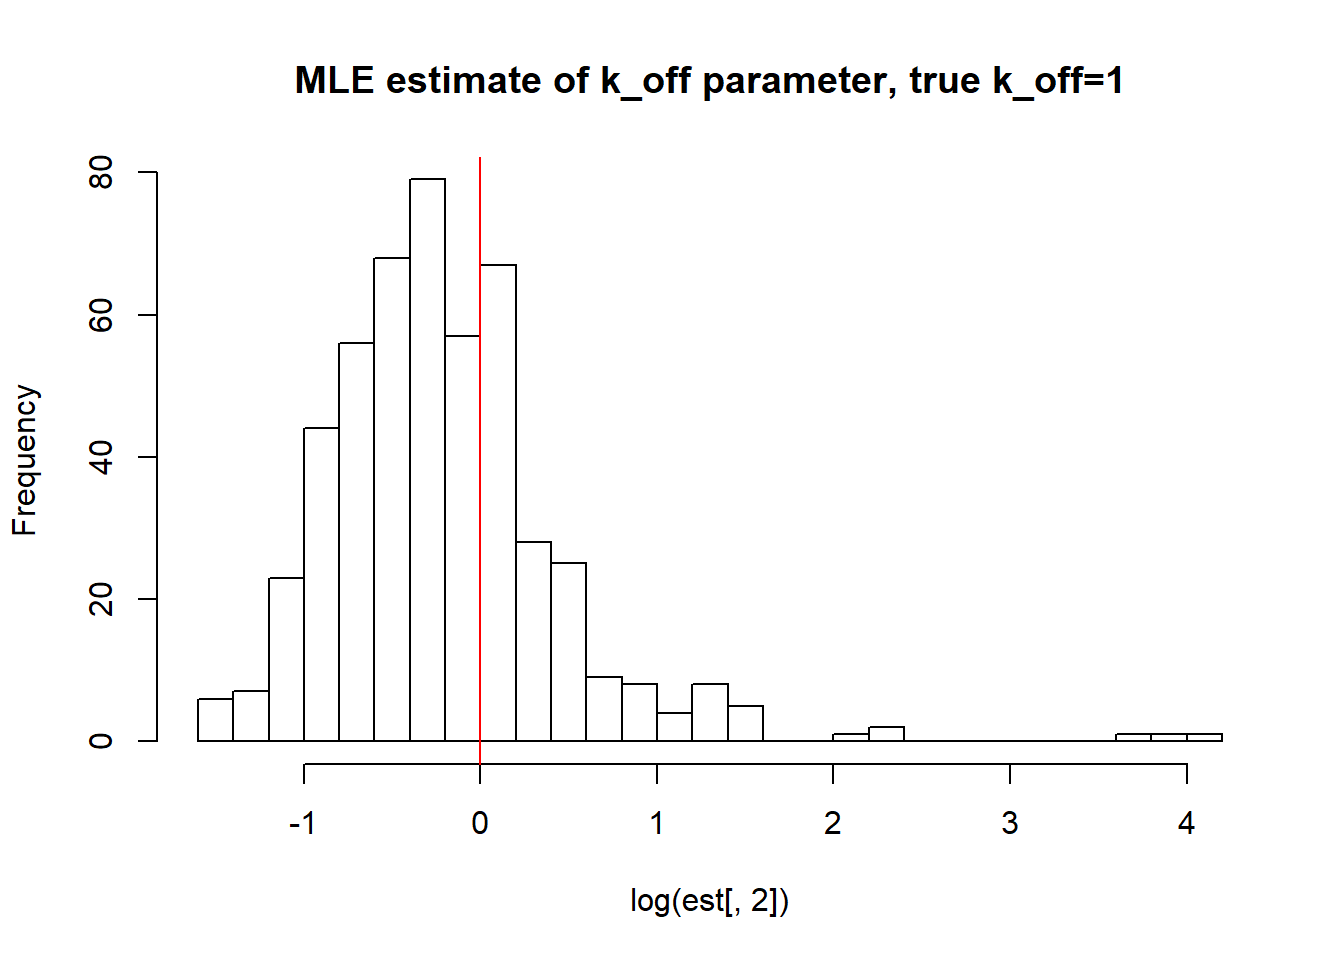 MLE estimate of k_off parameter, true k_off=1
Frequency
80
60
40
20
0
-1 0 1 2 3 4
log(est[, 2])